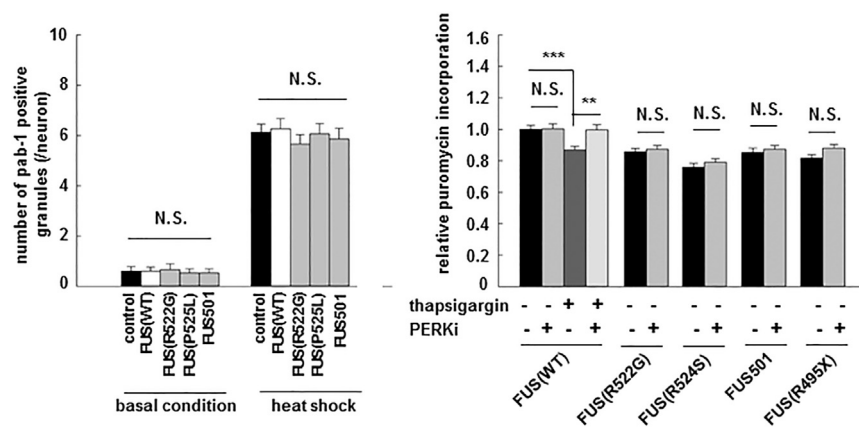 number of pab-1 positive
granules (/neuron)
10
8
6
4
2
0
N.S.
N.S.
control
FUS(WT)
FUS(R522G)
FUS(P525L)
FUS501
control
FUS(WT)
FUS(R522G)
FUS(P525L)
FUS501
basal condition
heat shock
relative puromycin incorporation
1.6
1.4
1.2
1.0
0.8
0.6
0.4
0.2
0
***
**
N.S.
N.S.
N.S.
N.S.
N.S.
thapsigargin - - + + - - - - - - - -
PERKi - + - + - + - + - + - +
FUS(WT)
FUS(R522G)
FUS(R524S)
FUS501
FUS(R495X)